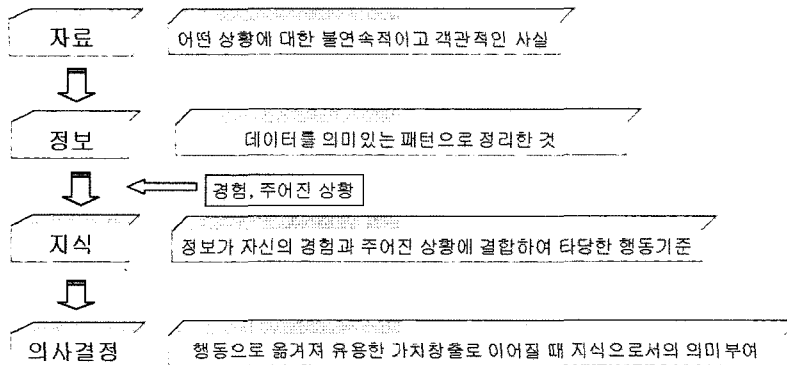 자료
어떤 상황에 대한 불연속적이고 객관적인 사실
정보
데이터를 의미있는 패턴으로 정리한 것
경험, 주어진 상황
지식
정보가 자신의 경험과 주어진 상황에 결합하여 타당한 행동기준
의사결정
행동으로 옮겨져 유용한 가치창출로 이어질 때 지식으로서의 의미부여